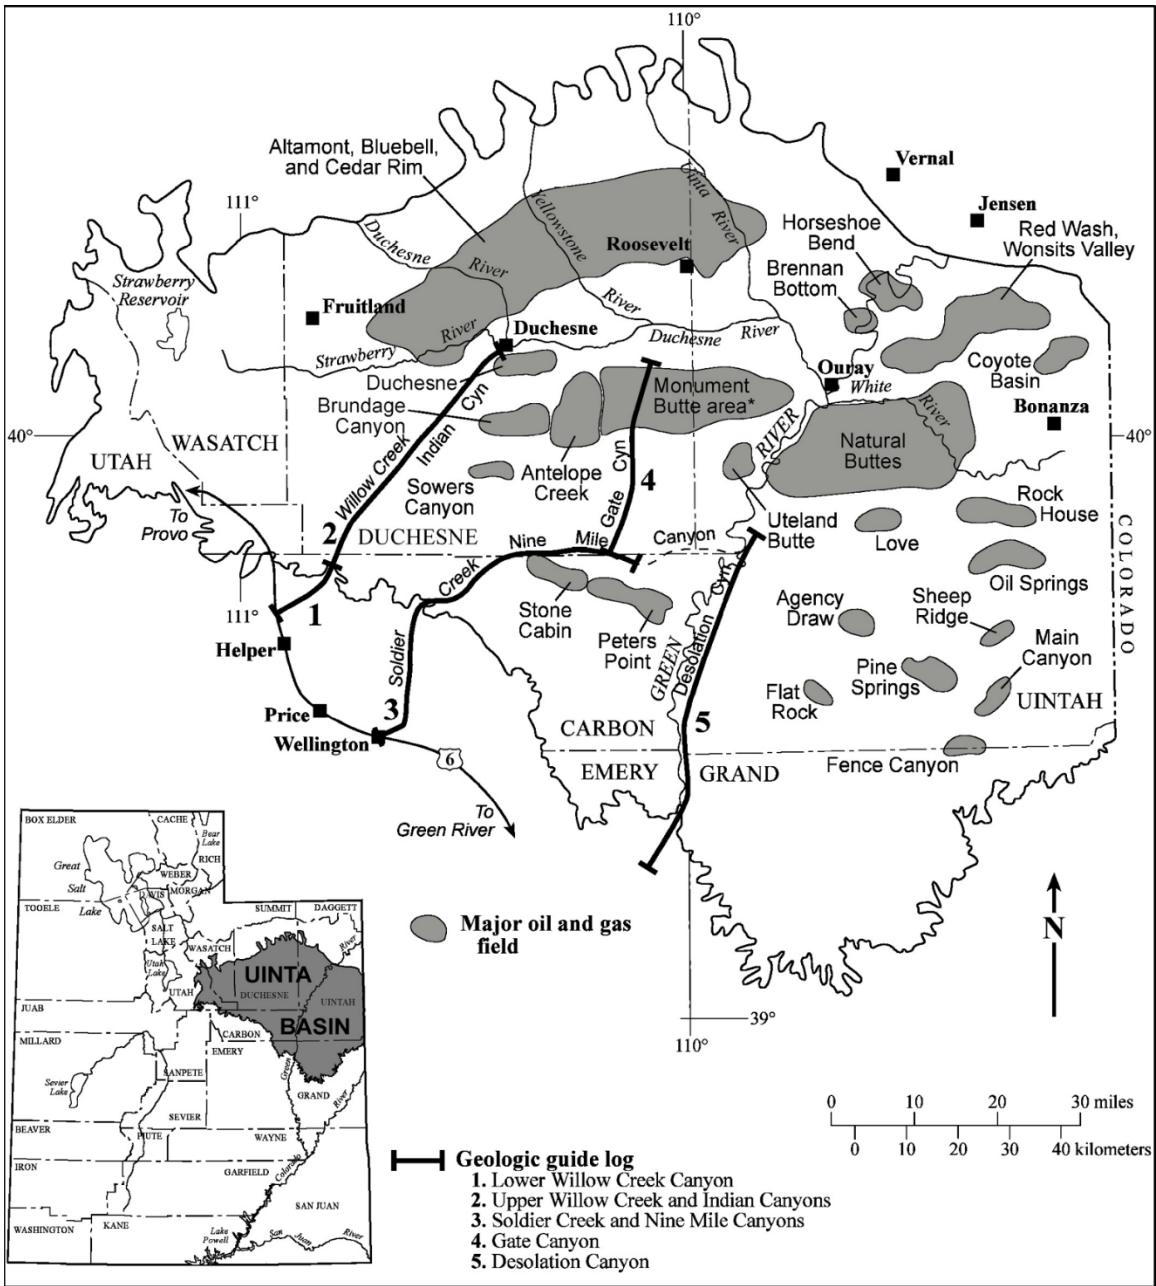 110°
Altamont, Bluebell,
and Cedar Rim
Vernal
111°
Jensen
Uinta
River
Yellowstone
River
Duchesne
River
Roosevelt
Horseshoe
Bend
Red Wash,
Wonsits Valley
Brennan
Bottom
Strawberry
Reservoir
Fruitland
Strawberry
River
Duchesne
Duchesne
River
Duchesne
Coyote
Basin
Ouray
White
River
Bonanza
Brundage
Canyon
Monument
Butte area*
Natural
Buttes
40°
40°
WASATCH
UTAH
Willow Creek
Indian
Cyn
Antelope
Creek
Sowers
Canyon
Gate
Cyn
4
RIVER
Uteland
Butte
Rock
House
Love
To
Provo
2
DUCHESNE
Nine
Mile
Canyon
Creek
Oil Springs
111°
1
Stone
Cabin
Peters
Point
Desolation
Cyn
GREEN
Agency
Draw
Sheep
Ridge
Main
Canyon
COLORADO
Helper
Soldier
Pine
Springs
Flat
Rock
UINTAH
Price
3
Wellington
CARBON
5
6
EMERY
GRAND
Fence Canyon
To
Green River
N
39°
110°
Major oil and gas
field
BOX ELDER
CACHE
Bear
Lake
RICH
Great
Salt
Lake
WEBER
MORGAN
DAVIS
TOOELE
SALT
LAKE
SUMMIT
DAGGETT
WASATCH
River
Utah
Lake
UTAH
UINTA
DUCHESNE
UINTAH
BASIN
JUAB
CARBON
MILLARD
EMERY
SANPETE
Green
Sevier
Lake
GRAND
River
SEVIER
BEAVER
PIUTE
WAYNE
IRON
GARFIELD
Colorado
SAN JUAN
WASHINGTON
KANE
Lake
Powell
San
Juan
River
0 10 20 30 miles
0 10 20 30 40 kilometers
Geologic guide log
1. Lower Willow Creek Canyon
2. Upper Willow Creek and Indian Canyons
3. Soldier Creek and Nine Mile Canyons
4. Gate Canyon
5. Desolation Canyon